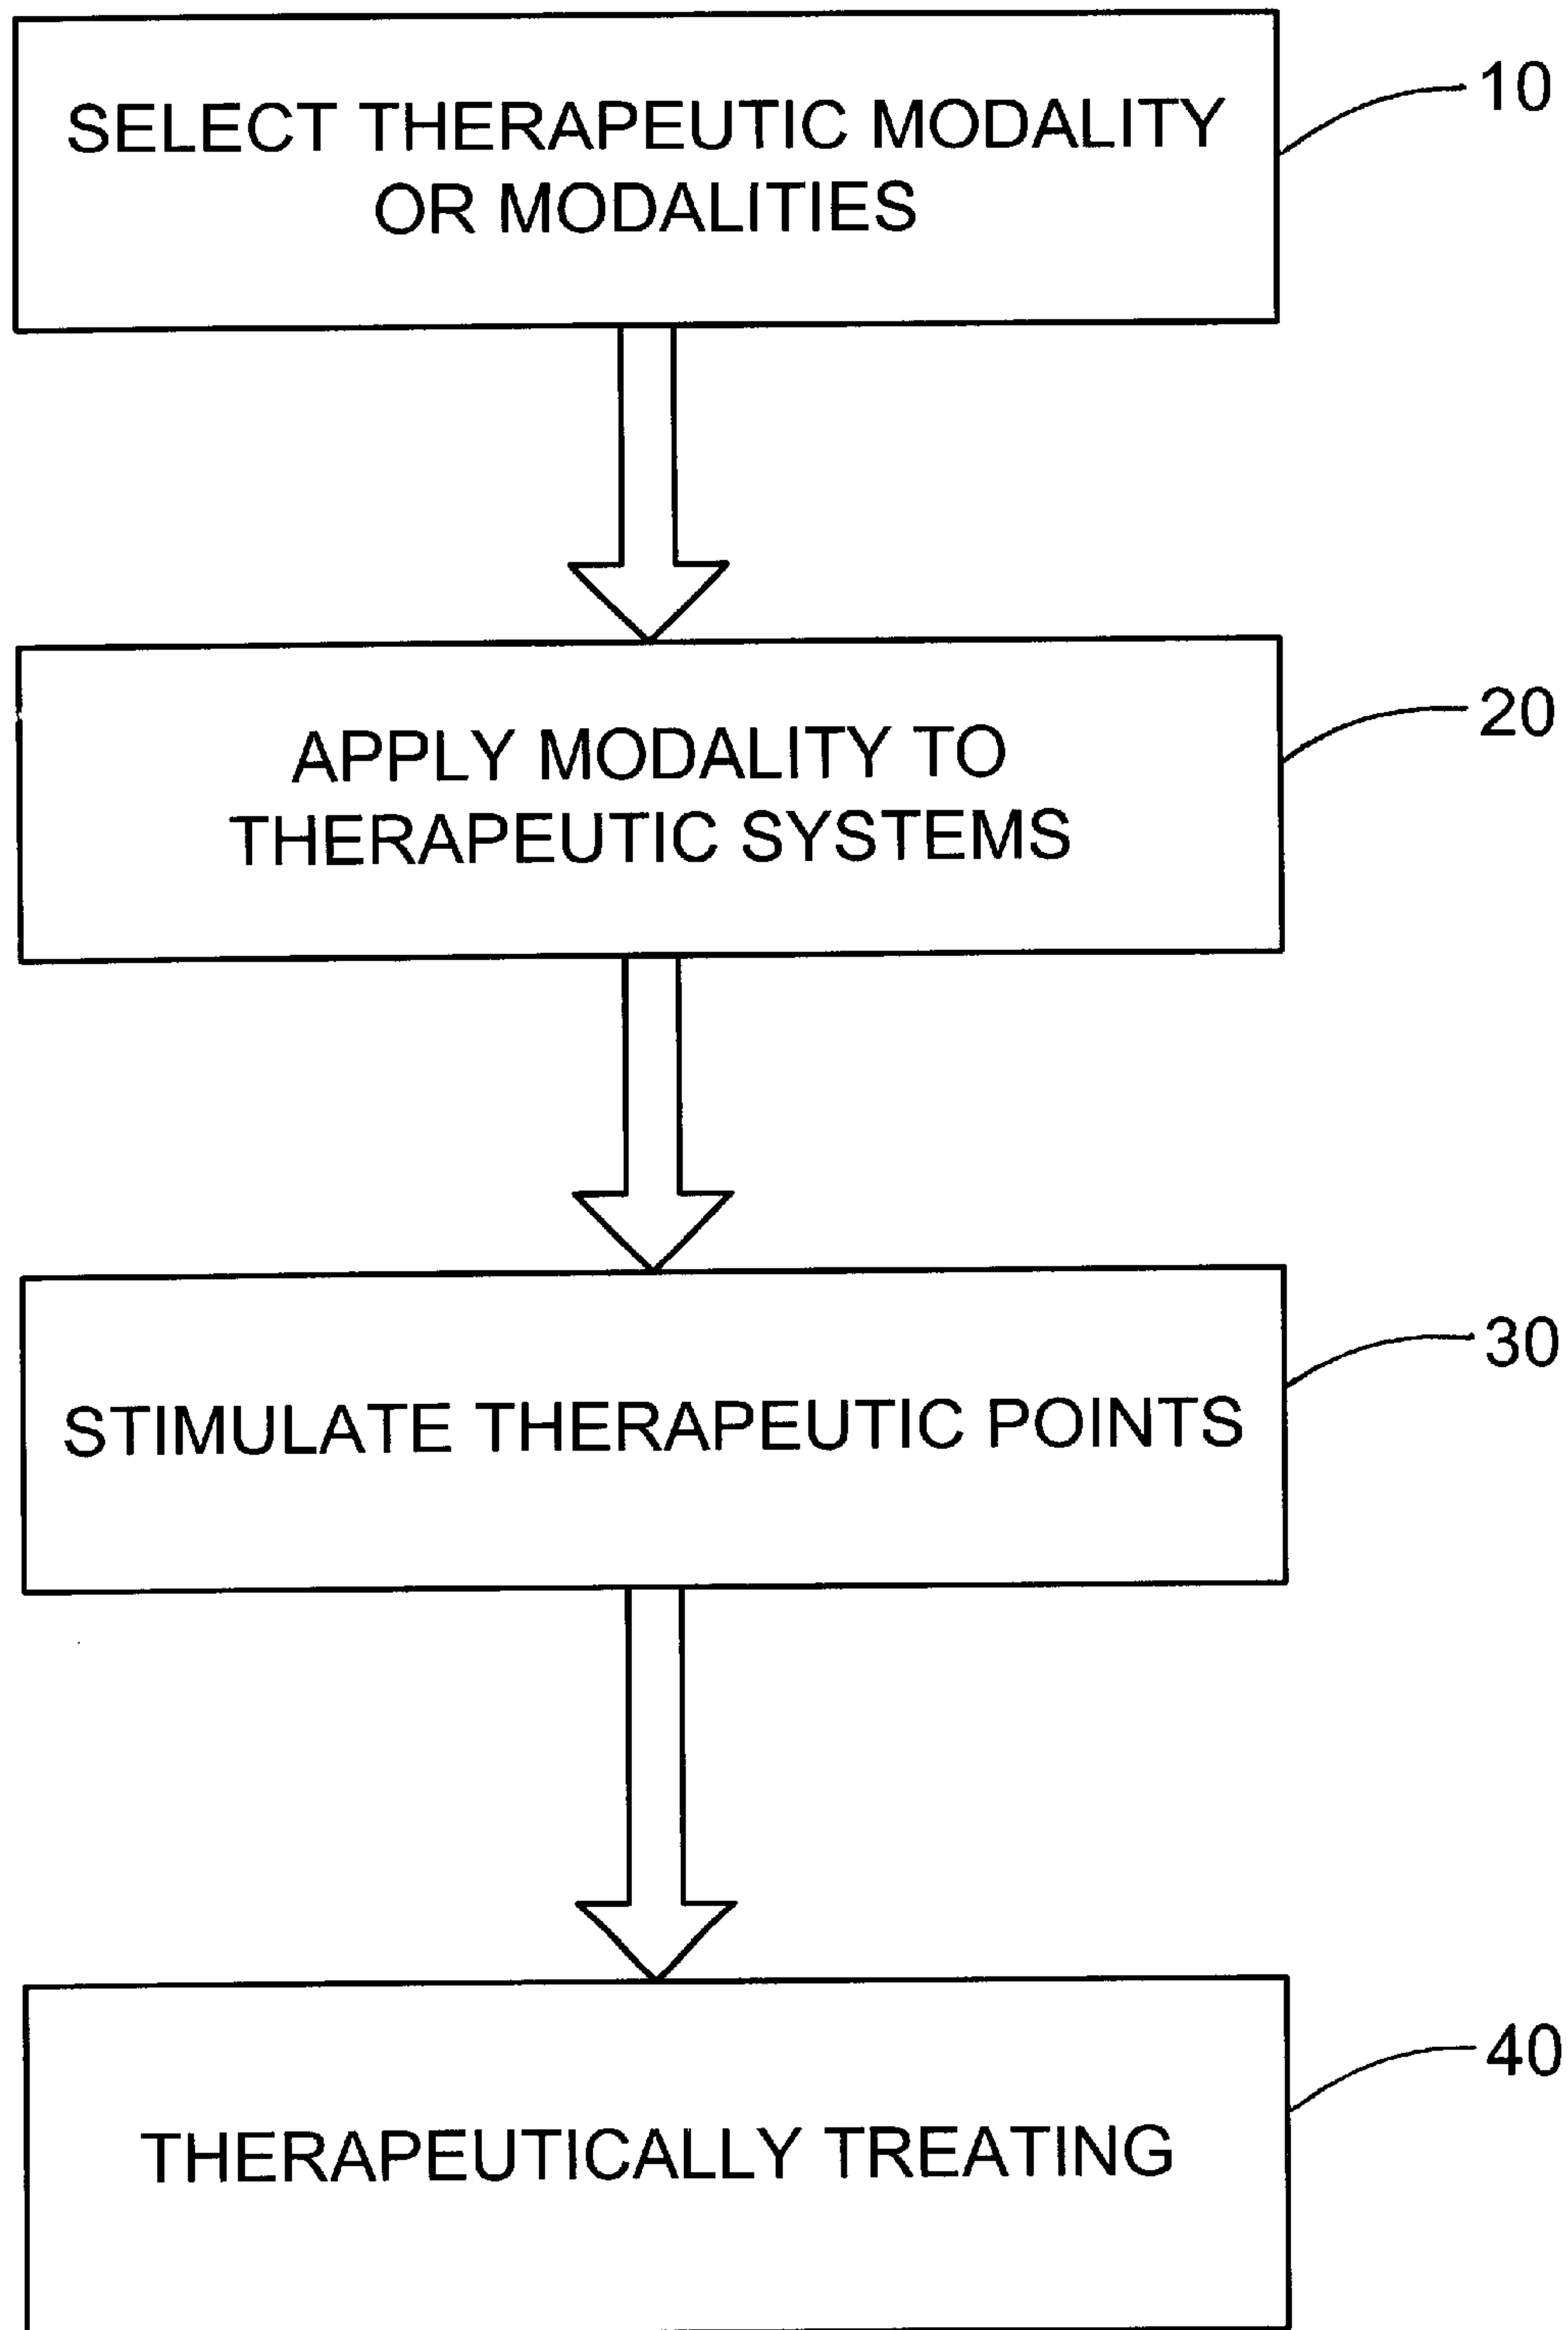 SELECT THERAPEUTIC MODALITY
OR MODALITIES
10
APPLY MODALITY TO
THERAPEUTIC SYSTEMS
20
STIMULATE THERAPEUTIC POINTS
30
THERAPEUTICALLY TREATING
40